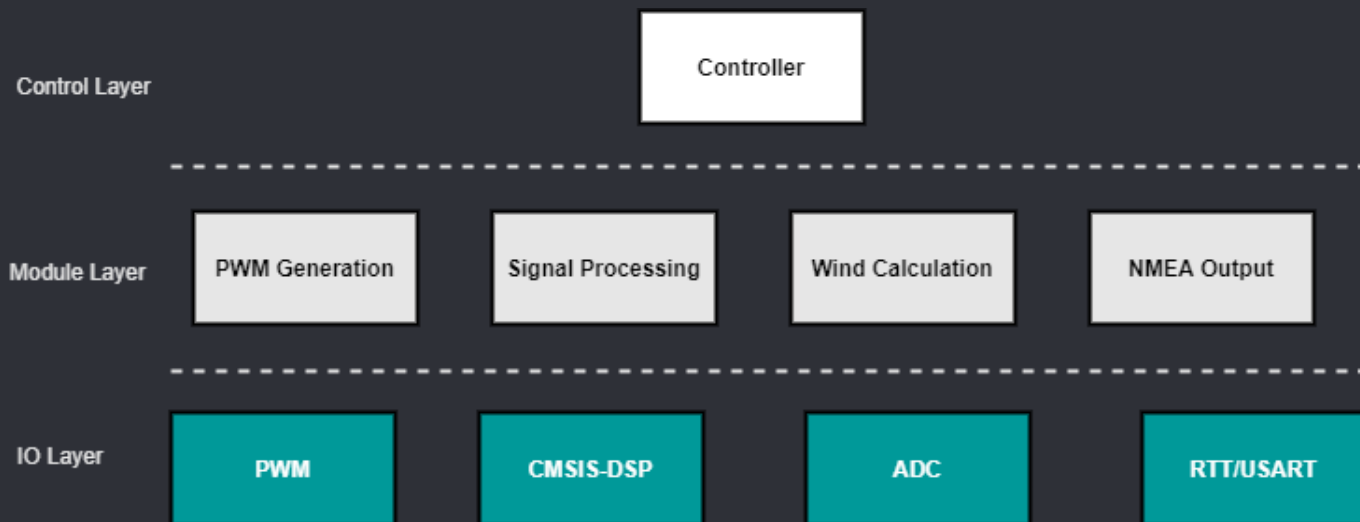 Controller
Control Layer
Module Layer
PWM Generation
Signal Processing
Wind Calculation
NMEA Output
IO Layer
PWM
CMSIS-DSP
ADC
RTT/USART